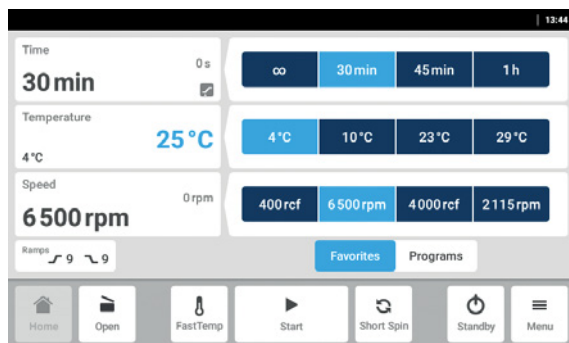 13:44
Time
0 s
30 min
∞ 30 min 45 min 1 h
Temperature
25 °C
4 °C
4 °C 10 °C 23 °C 29 °C
Speed
0 rpm
6 500 rpm
400 rcf 6 500 rpm 4 000 rcf 2 115 rpm
Ramps 9 9
Favorites Programs
Home Open FastTemp Start Short Spin Standby Menu